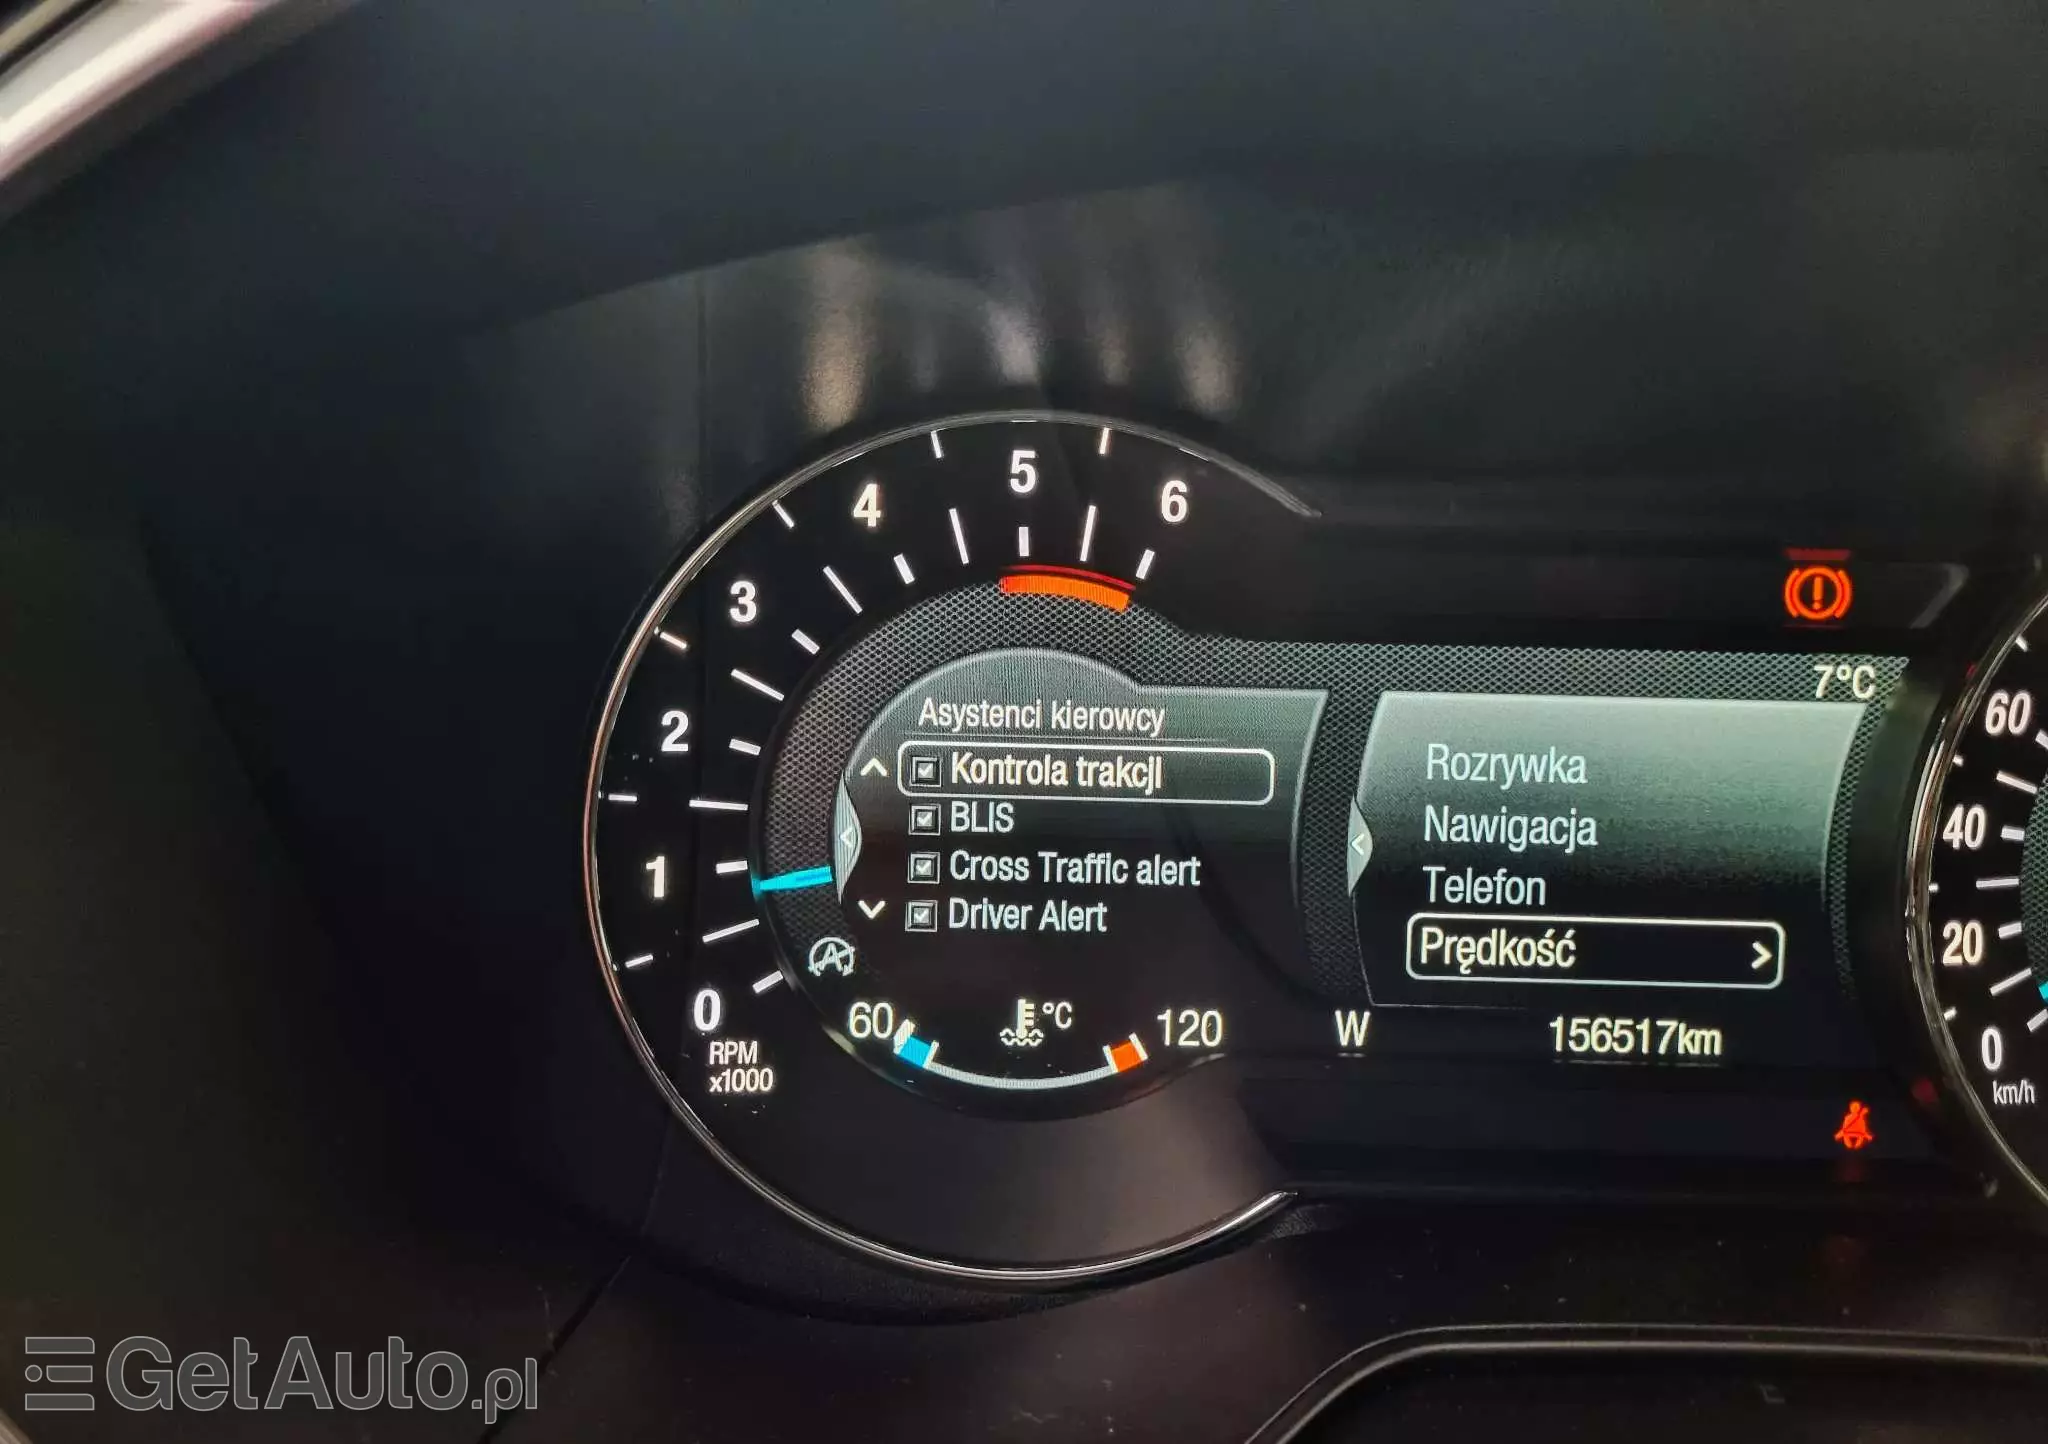 5
4
6
3
7°C
60
Asystenci kierowcy
2
Kontrola trakcji
Rozrywka
BLIS
Nawigacja
40
1
Cross Traffic alert
Telefon
Driver Alert
Prędkość >
20
A
0
60
°C
120
W
156517km
0
RPM
x1000
km/h
GetAuto.pl